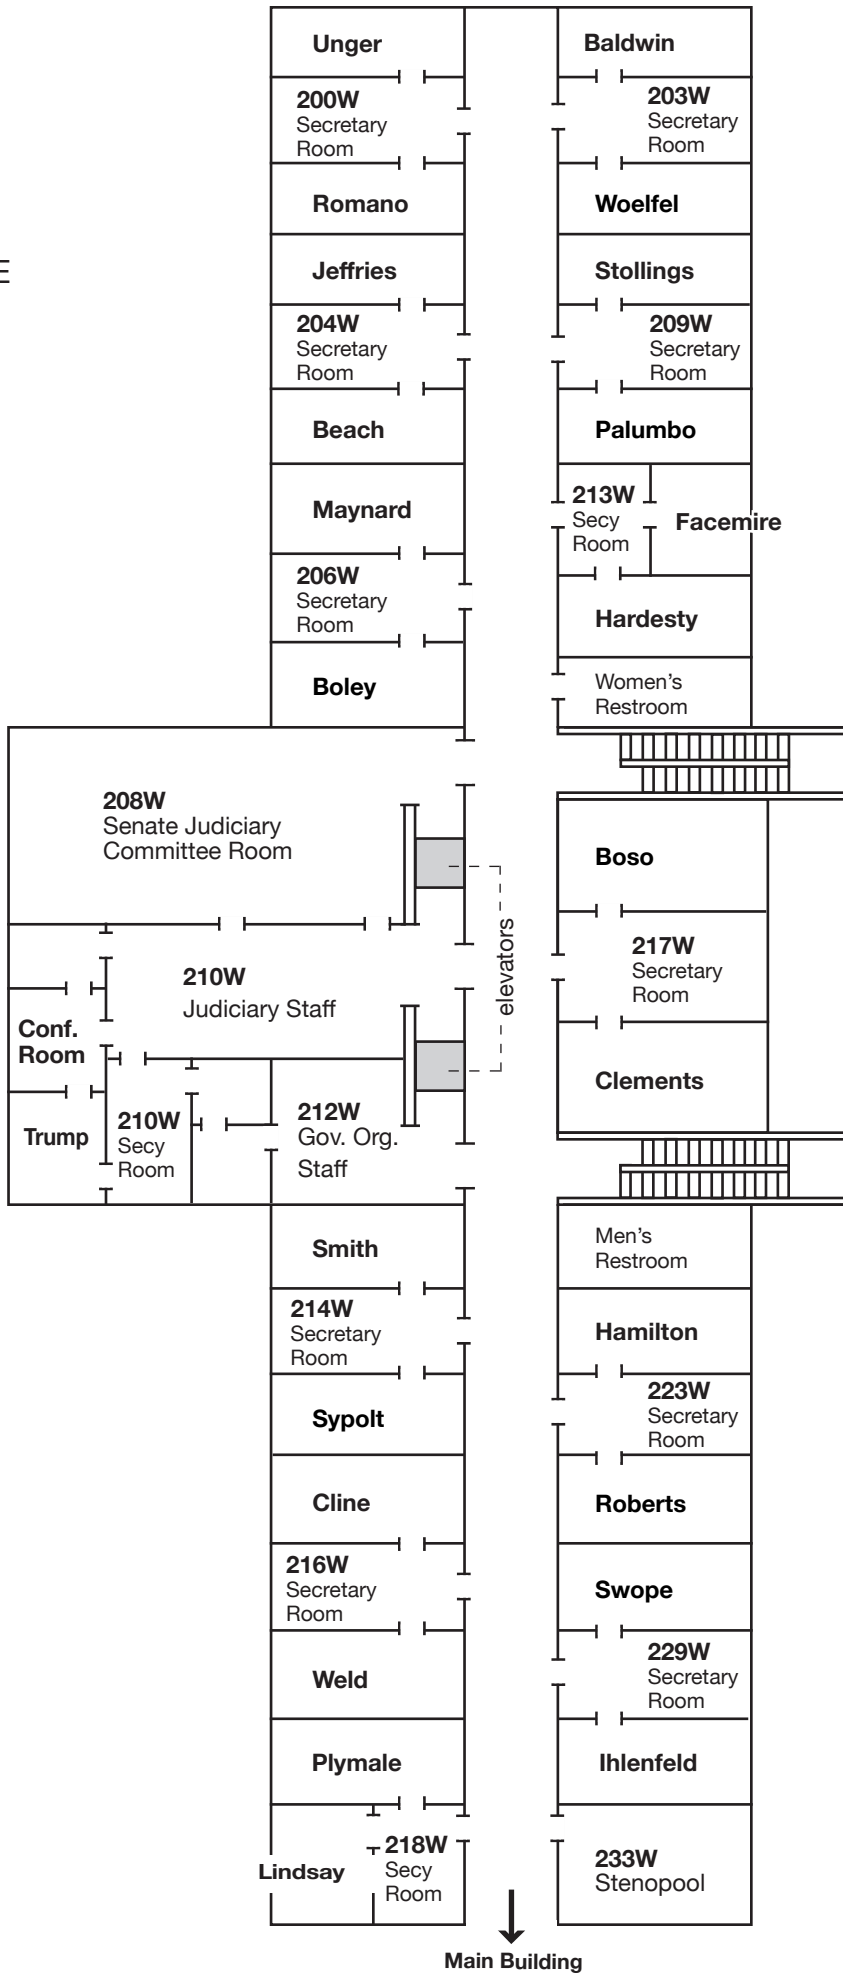 Unger
Baldwin
200W
Secretary
Room
203W
Secretary
Room
Romano
Woelfel
E
Jeffries
Stollings
204W
Secretary
Room
209W
Secretary
Room
Beach
Palumbo
Maynard
213W
Secy
Room
Facemire
206W
Secretary
Room
Hardesty
Boley
Women's
Restroom
208W
Senate Judiciary
Committee Room
Boso
elevators
210W
Judiciary Staff
217W
Secretary
Room
Conf.
Room
Clements
Trump
210W
Secy
Room
212W
Gov. Org.
Staff
Smith
Men's
Restroom
214W
Secretary
Room
Hamilton
223W
Secretary
Room
Sypolt
Cline
Roberts
216W
Secretary
Room
Swope
229W
Secretary
Room
Weld
Plymale
Ihlenfeld
Lindsay
218W
Secy
Room
233W
Stenopool
Main Building